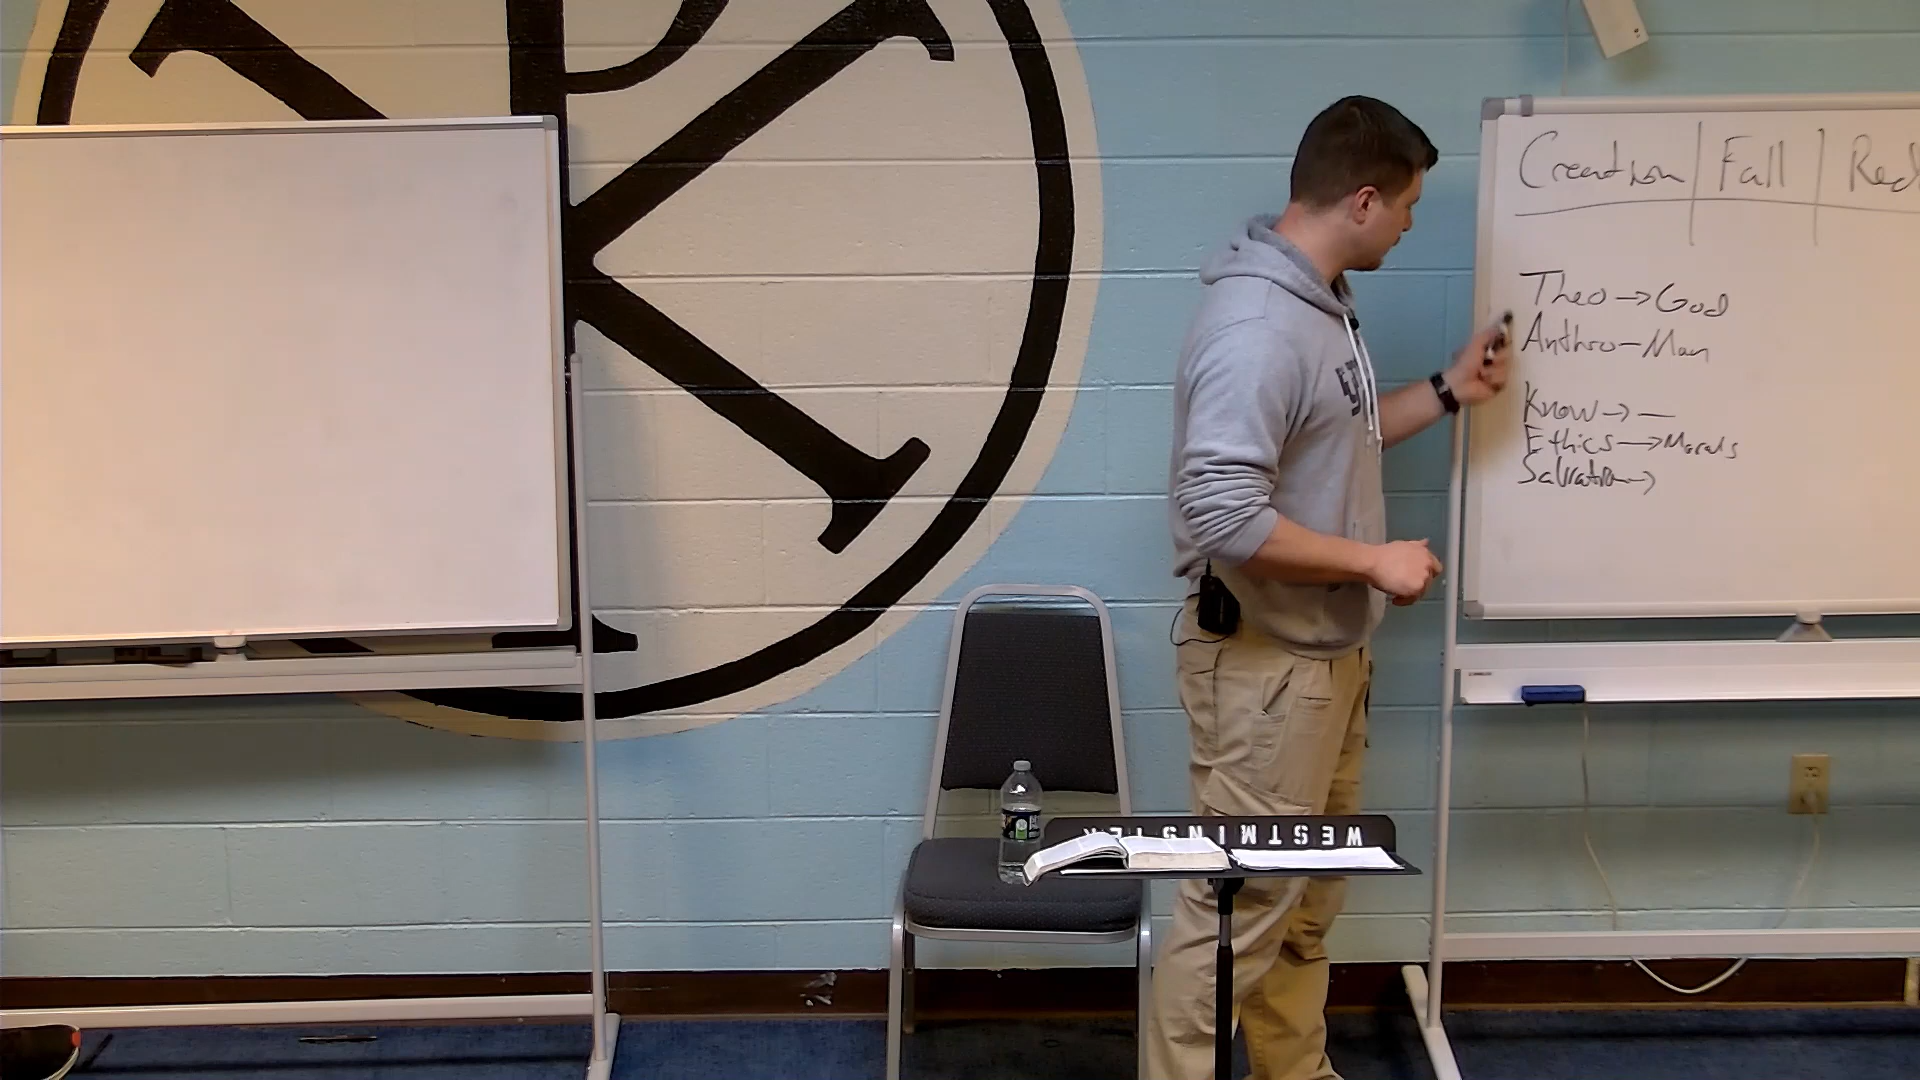 Creation | Fall | Red
Theo → God
Anthro - Man
Know → —
Ethics → Morals
Salvation →
WESTMINSTER